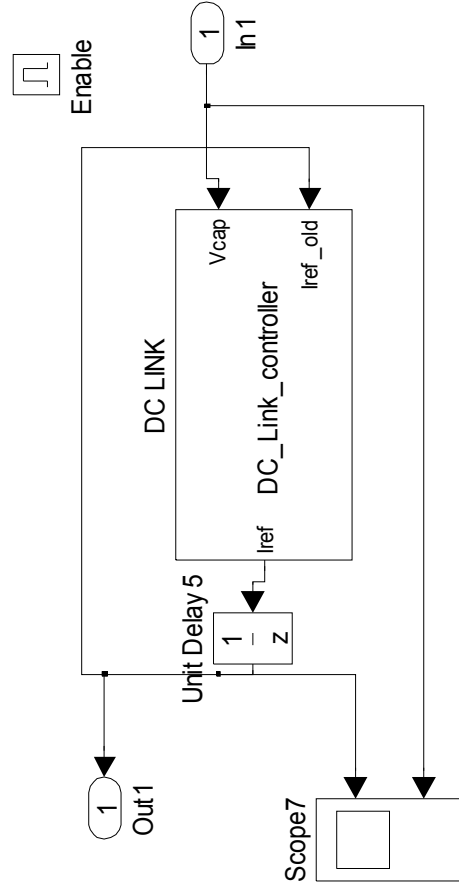 Enable
1
In1
DC LINK
Vcap
Iref_old
DC_Link_controller
Iref
Unit Delay 5
1
z
1
Out1
Scope7